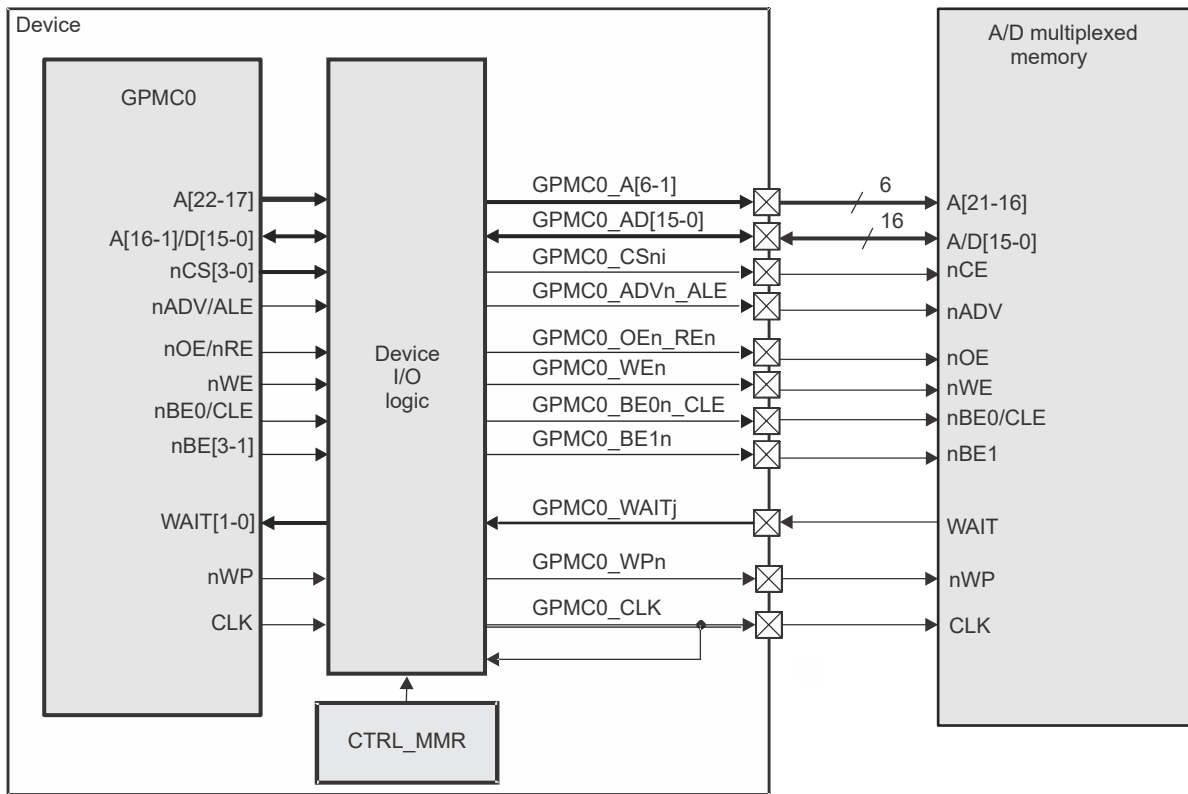 Device
A/D multiplexed
memory
GPMC0
A[22-17]
GPMC0_A[6-1]
6
A[21-16]
A[16-1]/D[15-0]
GPMC0_AD[15-0]
16
A/D[15-0]
nCS[3-0]
GPMC0_CSni
nCE
nADV/ALE
GPMC0_ADVn_ALE
nADV
nOE/nRE
GPMC0_OEn_REn
nOE
nWE
GPMC0_WEn
nWE
nBE0/CLE
GPMC0_BE0n_CLE
nBE0/CLE
nBE[3-1]
GPMC0_BE1n
nBE1
Device
I/O
logic
WAIT[1-0]
GPMC0_WAITj
WAIT
nWP
GPMC0_WPn
nWP
CLK
GPMC0_CLK
CLK
CTRL_MMR